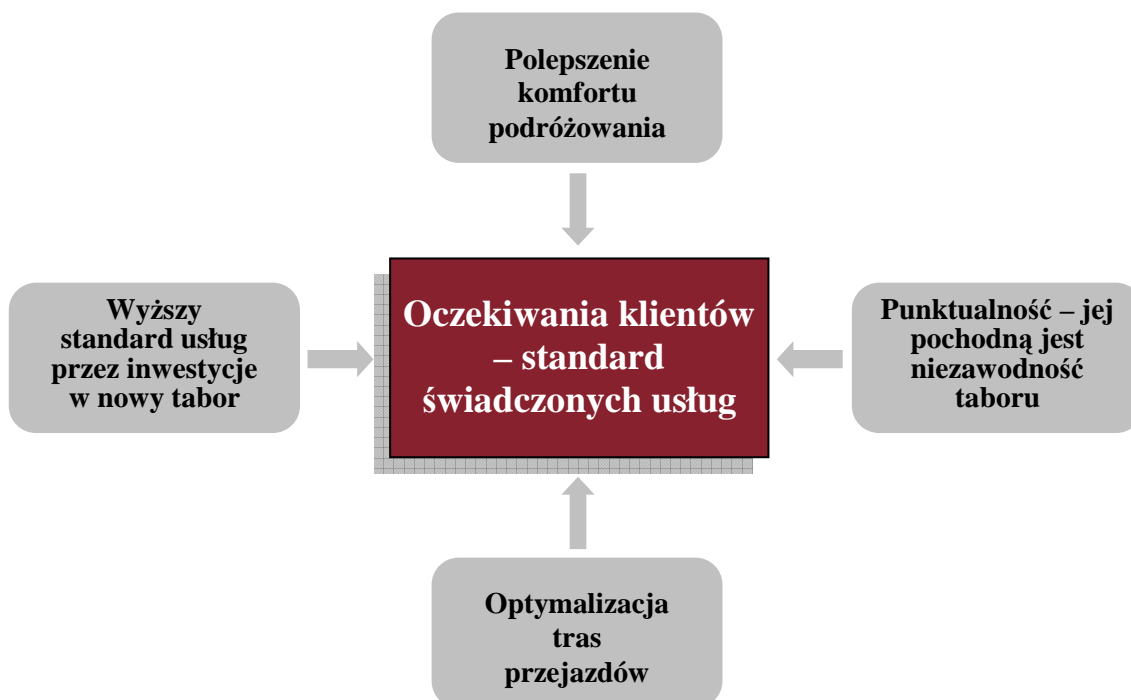 Polepszenie
komfortu
podróżowania
Wyższy
standard usług
przez inwestycje
w nowy tabor
Oczekiwania klientów
– standard
świadczonych usług
Punktualność – jej
pochodną jest
niezawodność
taboru
Optymalizacja
tras
przejazdów